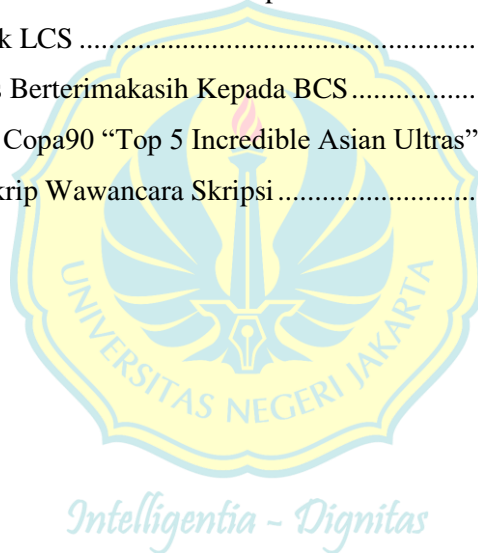 k LCS ..........................................................
s Berterimakasih Kepada BCS ..................
Copa90 “Top 5 Incredible Asian Ultras”
krip Wawancara Skripsi ............................
UNIVERSITAS NEGERI JAKARTA
Intelligentia - Dignitas